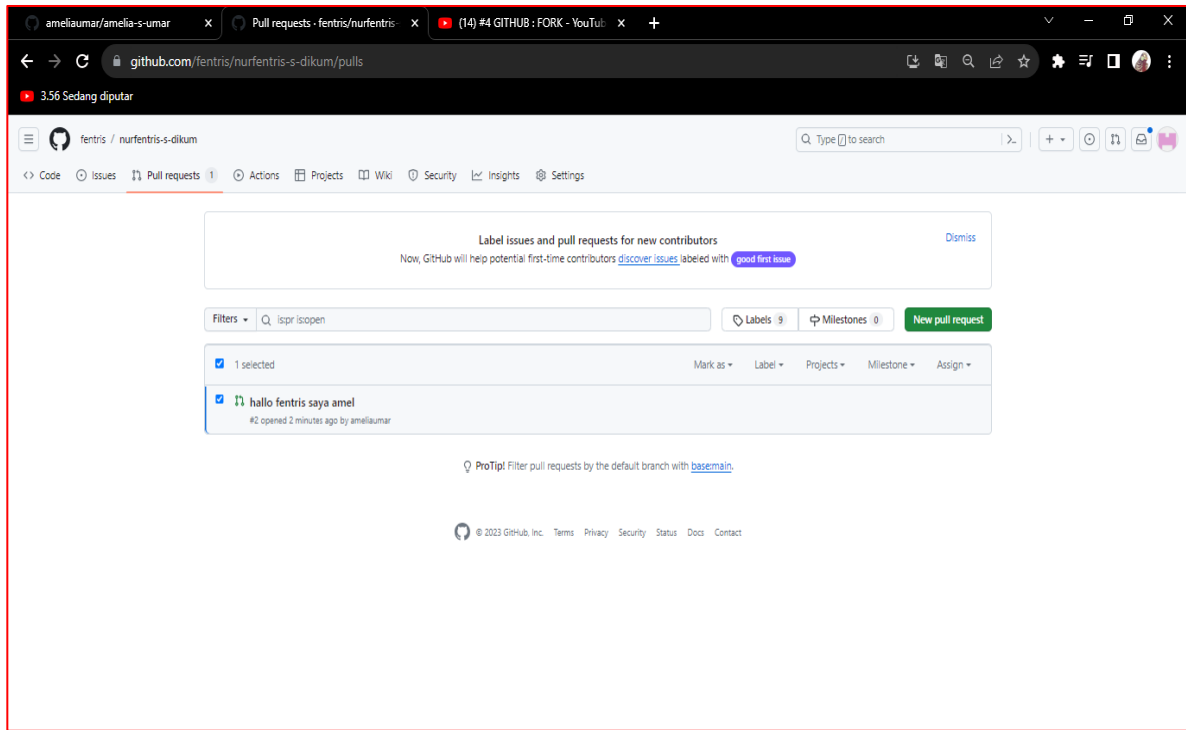 ameliaumar/amelia-s-umar
Pull requests · fentris/nurfentris-
(14) #4 GITHUB : FORK - YouTub
github.com/fentris/nurfentris-s-dikum/pulls
3.56 Sedang diputar
fentris / nurfentris-s-dikum
Type / to search
Code Issues Pull requests 1 Actions Projects Wiki Security Insights Settings
Label issues and pull requests for new contributors
Dismiss
Now, GitHub will help potential first-time contributors discover issues labeled with good first issue
Filters is:pr is:open Labels 9 Milestones 0 New pull request
1 selected Mark as Label Projects Milestone Assign
hallo fentris saya amel
#2 opened 2 minutes ago by ameliaumar
ProTip! Filter pull requests by the default branch with base:main.
© 2023 GitHub, Inc. Terms Privacy Security Status Docs Contact